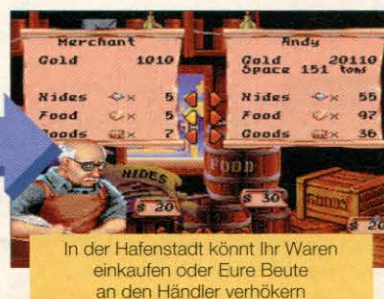 Merchant
Gold 1010
Hides x 5
Food x 5
Goods x 7
Andy
Gold 20110
Space 151 tons
Hides x 55
Food x 97
Goods x 36
HIDES
$ 20
FOOD
$ 30
GOODS
$ 20
In der Hafenstadt könnt Ihr Waren
einkaufen oder Eure Beute
an den Händler verhökern